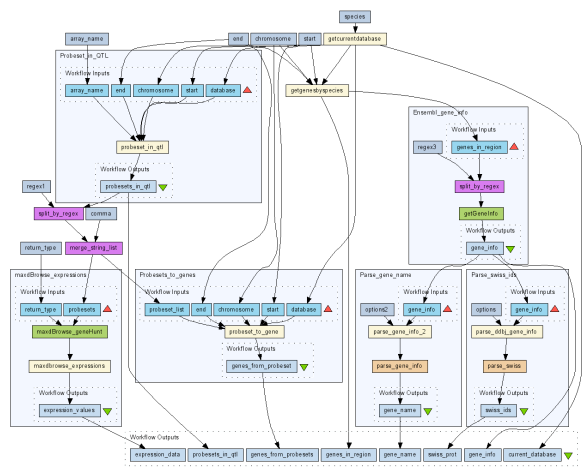 species
array_name
end
chromosome
start
getcurrentdatabase
Probeset_in_QTL
Workflow Inputs
array_name
end
chromosome
start
database
getgenesbyspecies
Ensembl_gene_info
Workflow Inputs
regex3
genes_in_region
probeset_in_qtl
Workflow Outputs
probesets_in_qtl
regex1
split_by_regex
getGeneInfo
Workflow Outputs
gene_info
split_by_regex
comma
return_type
merge_string_list
maxdBrowse_expressions
Workflow Inputs
return_type
probesets
maxdBrowse_geneHunt
maxdbrowse_expressions
Workflow Outputs
expression_values
Probesets_to_genes
Workflow Inputs
probeset_list
end
chromosome
start
database
probeset_to_gene
Workflow Outputs
genes_from_probeset
Parse_gene_name
Workflow Inputs
options2
gene_info
parse_gene_info_2
parse_gene_info
Workflow Outputs
gene_name
Parse_swiss_ids
Workflow Inputs
options
gene_info
parse_ddbj_gene_info
parse_swiss
Workflow Outputs
swiss_ids
Workflow Outputs
expression_data
probesets_in_qtl
genes_from_probesets
genes_in_region
gene_name
swiss_prot
gene_info
current_database